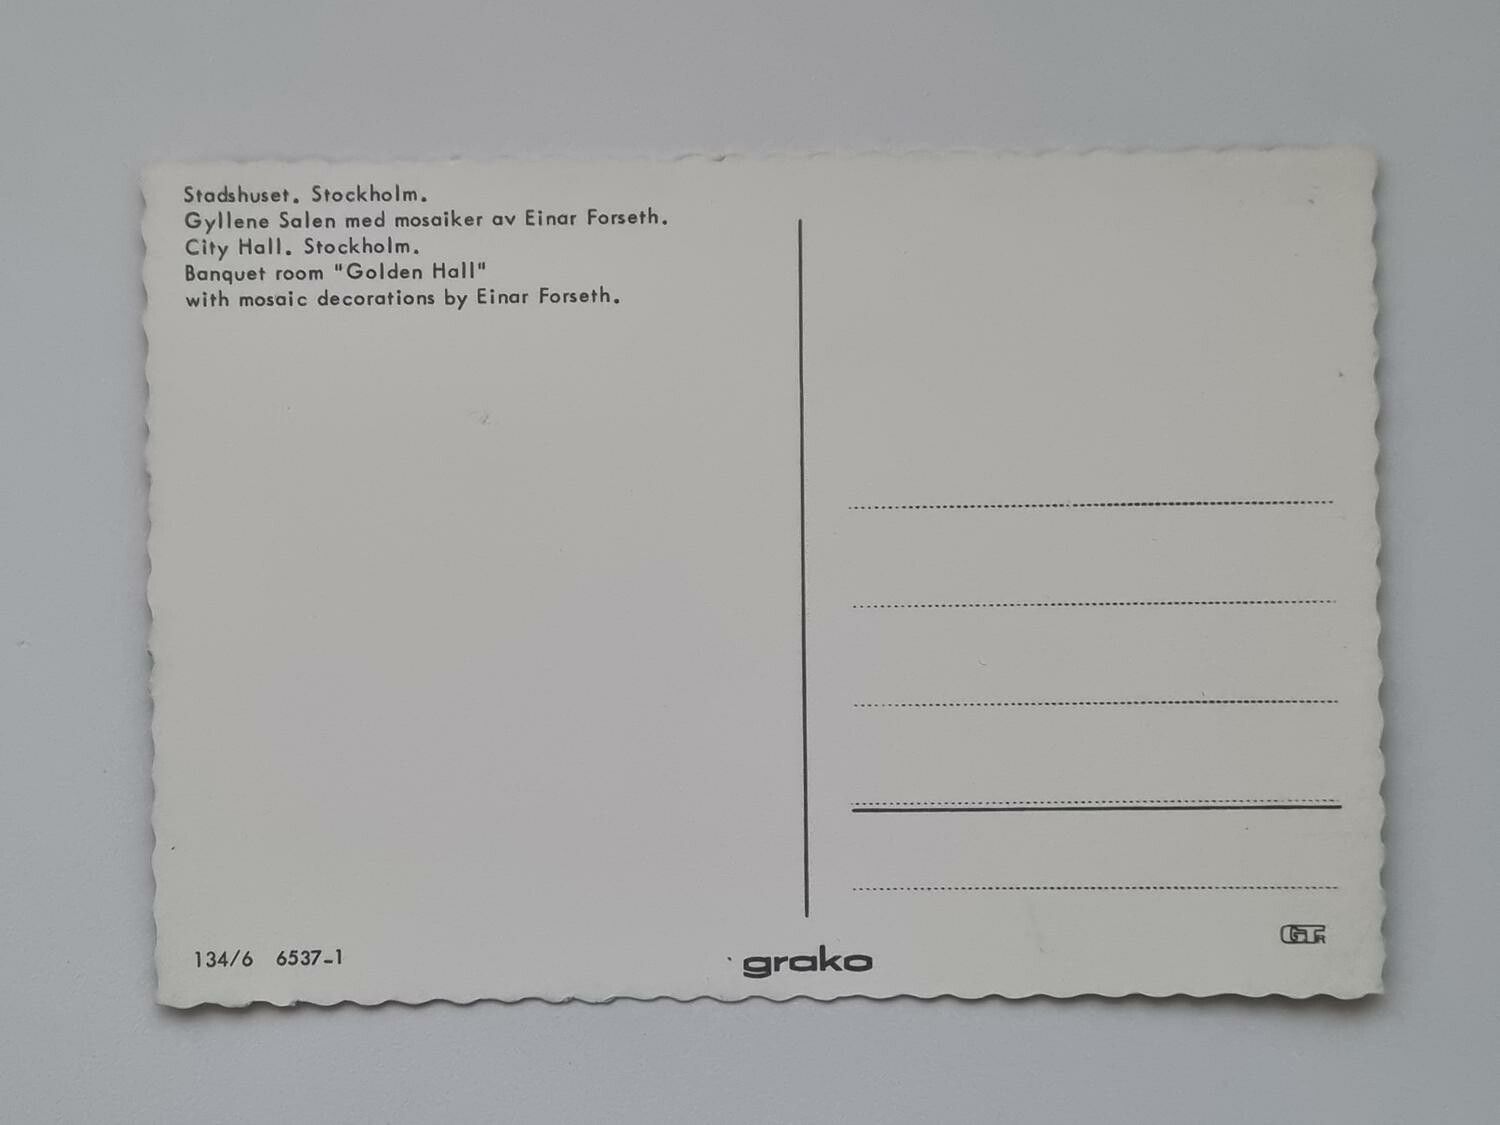 Stadshuset. Stockholm.
Gyllene Salen med mosaiker av Einar Forseth.
City Hall. Stockholm.
Banquet room "Golden Hall"
with mosaic decorations by Einar Forseth.
134/6 6537-1
grako